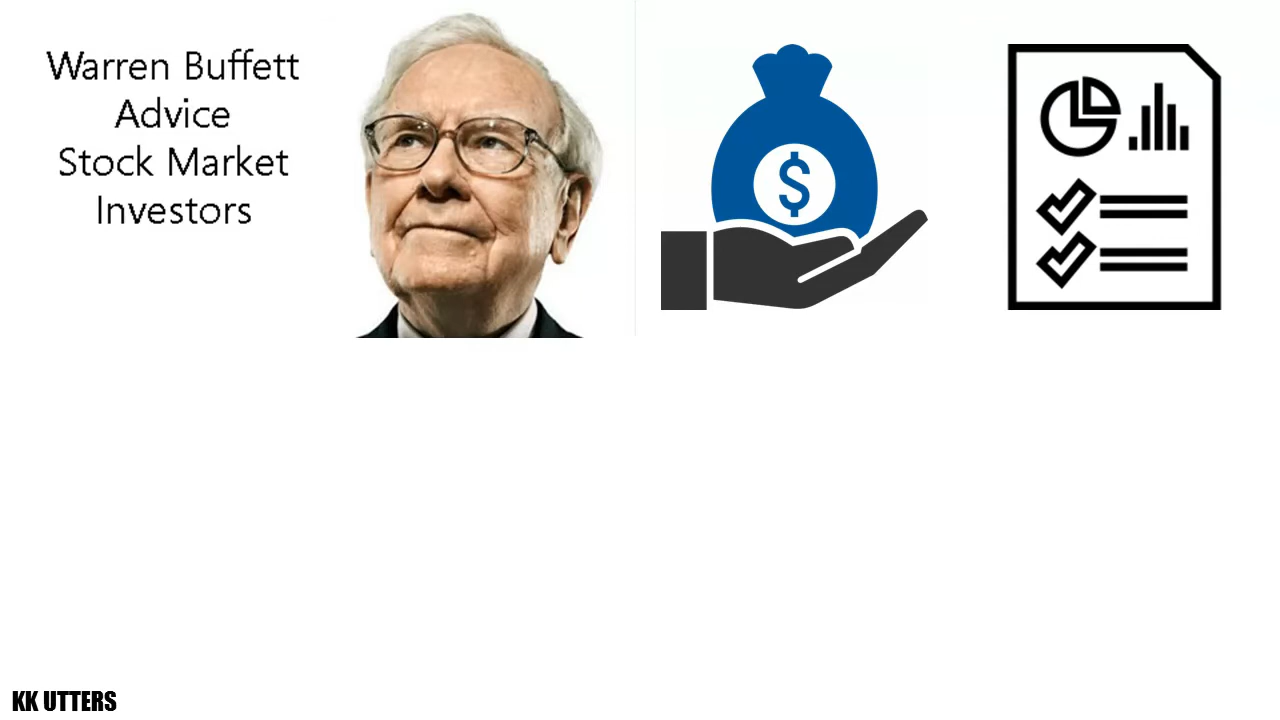 Warren Buffett
Advice
Stock Market
Investors
$
KK UTTERS